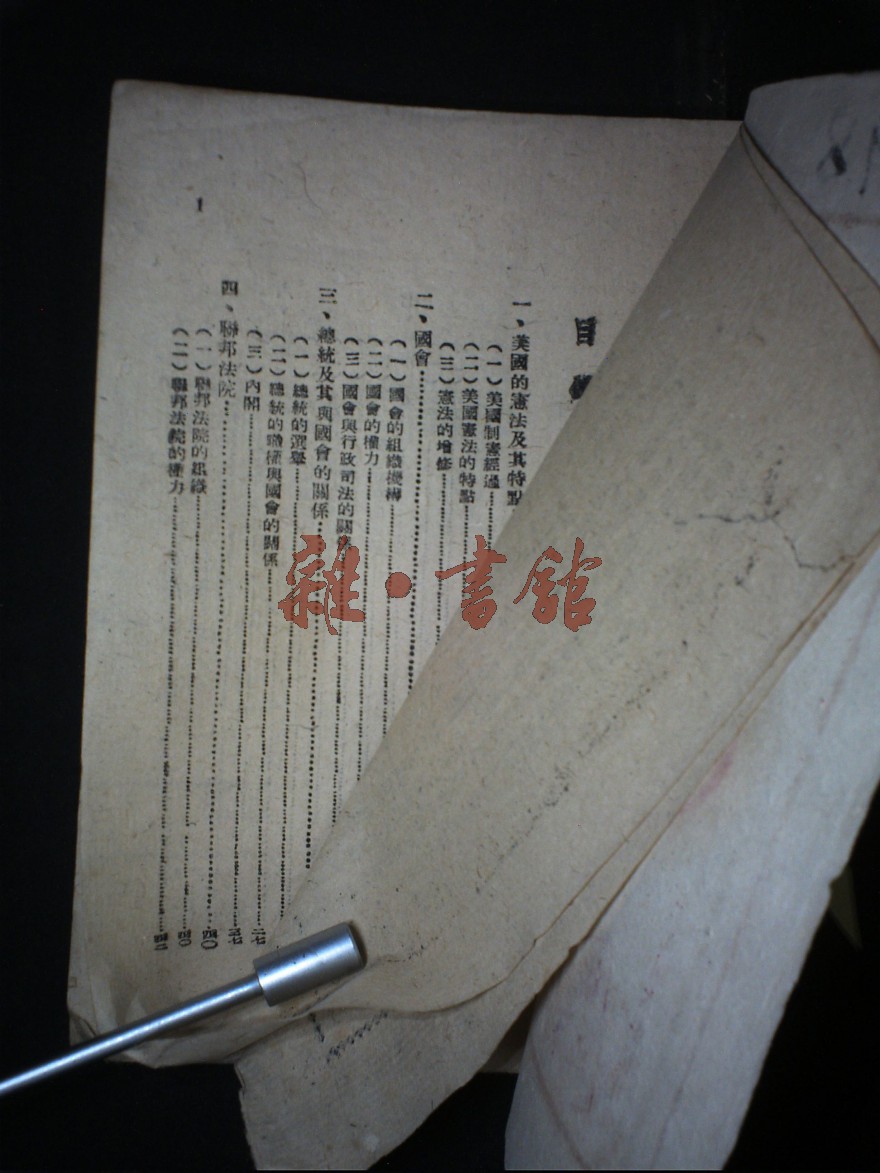 目
一、美國的憲法及其特點
（一）美國制憲經過
（二）美國憲法的特點
（三）憲法的增修
二、國會
（一）國會的組織機構
（二）國會的權力
（三）國會與行政司法的關係
三、總統及其與國會的關係
（一）總統的選舉
（二）總統的職權與國會的關係
（三）內閣
四、聯邦法院
（一）聯邦法院的組織
（二）聯邦法院的權力
1
雜·書館